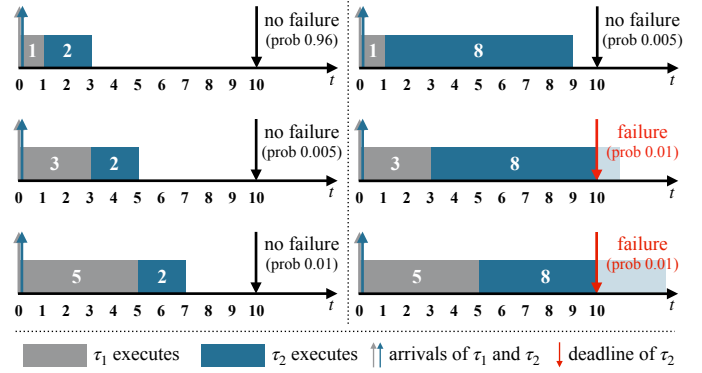 no failure
(prob 0.96)
1 2
0 1 2 3 4 5 6 7 8 9 10 t
no failure
(prob 0.005)
1 8
0 1 2 3 4 5 6 7 8 9 10 t
no failure
(prob 0.005)
3 2
0 1 2 3 4 5 6 7 8 9 10 t
failure
(prob 0.01)
3 8
0 1 2 3 4 5 6 7 8 9 10 t
no failure
(prob 0.01)
5 2
0 1 2 3 4 5 6 7 8 9 10 t
failure
(prob 0.01)
5 8
0 1 2 3 4 5 6 7 8 9 10 t
τ₁ executes τ₂ executes arrivals of τ₁ and τ₂ deadline of τ₂